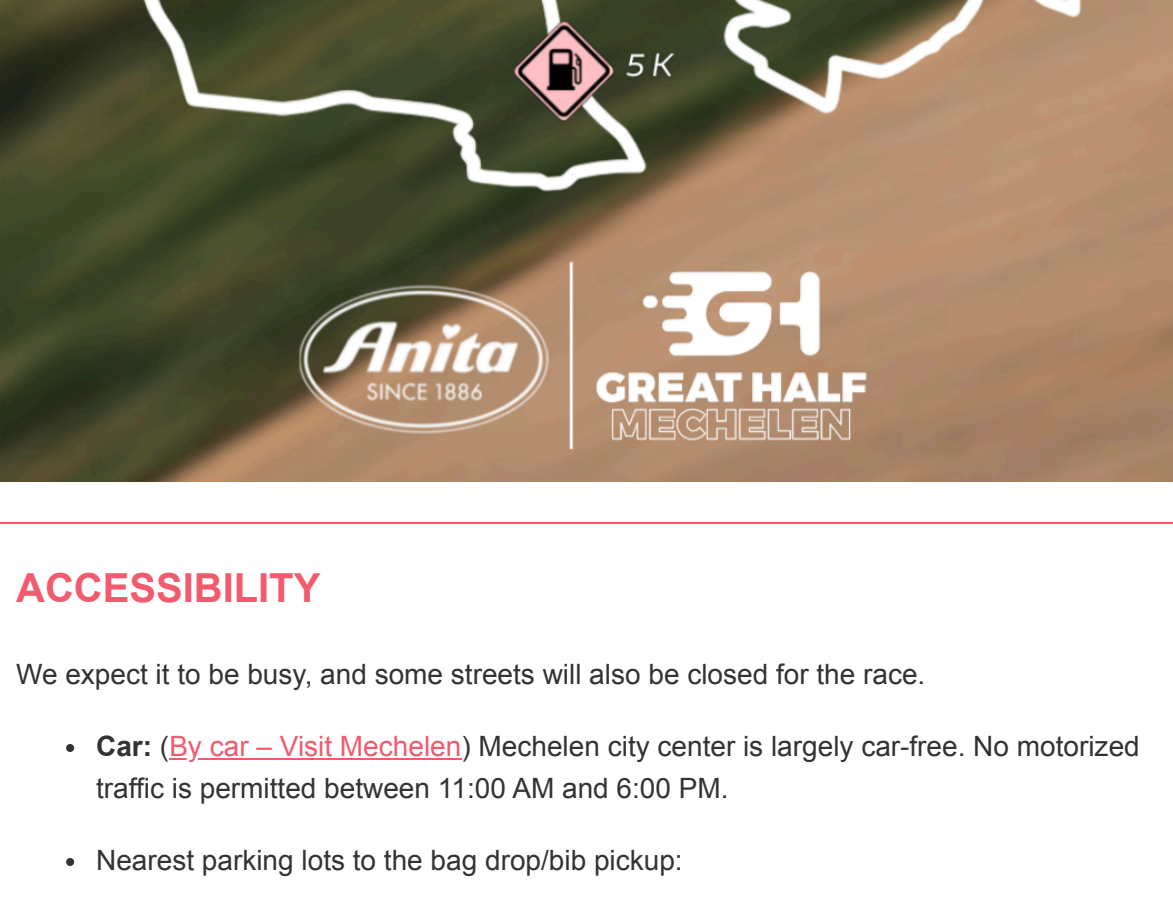 5 K
Anita
SINCE 1886
GREAT HALF
MECHELEN
ACCESSIBILITY
We expect it to be busy, and some streets will also be closed for the race.
• Car: (By car – Visit Mechelen) Mechelen city center is largely car-free. No motorized
traffic is permitted between 11:00 AM and 6:00 PM.
• Nearest parking lots to the bag drop/bib pickup: